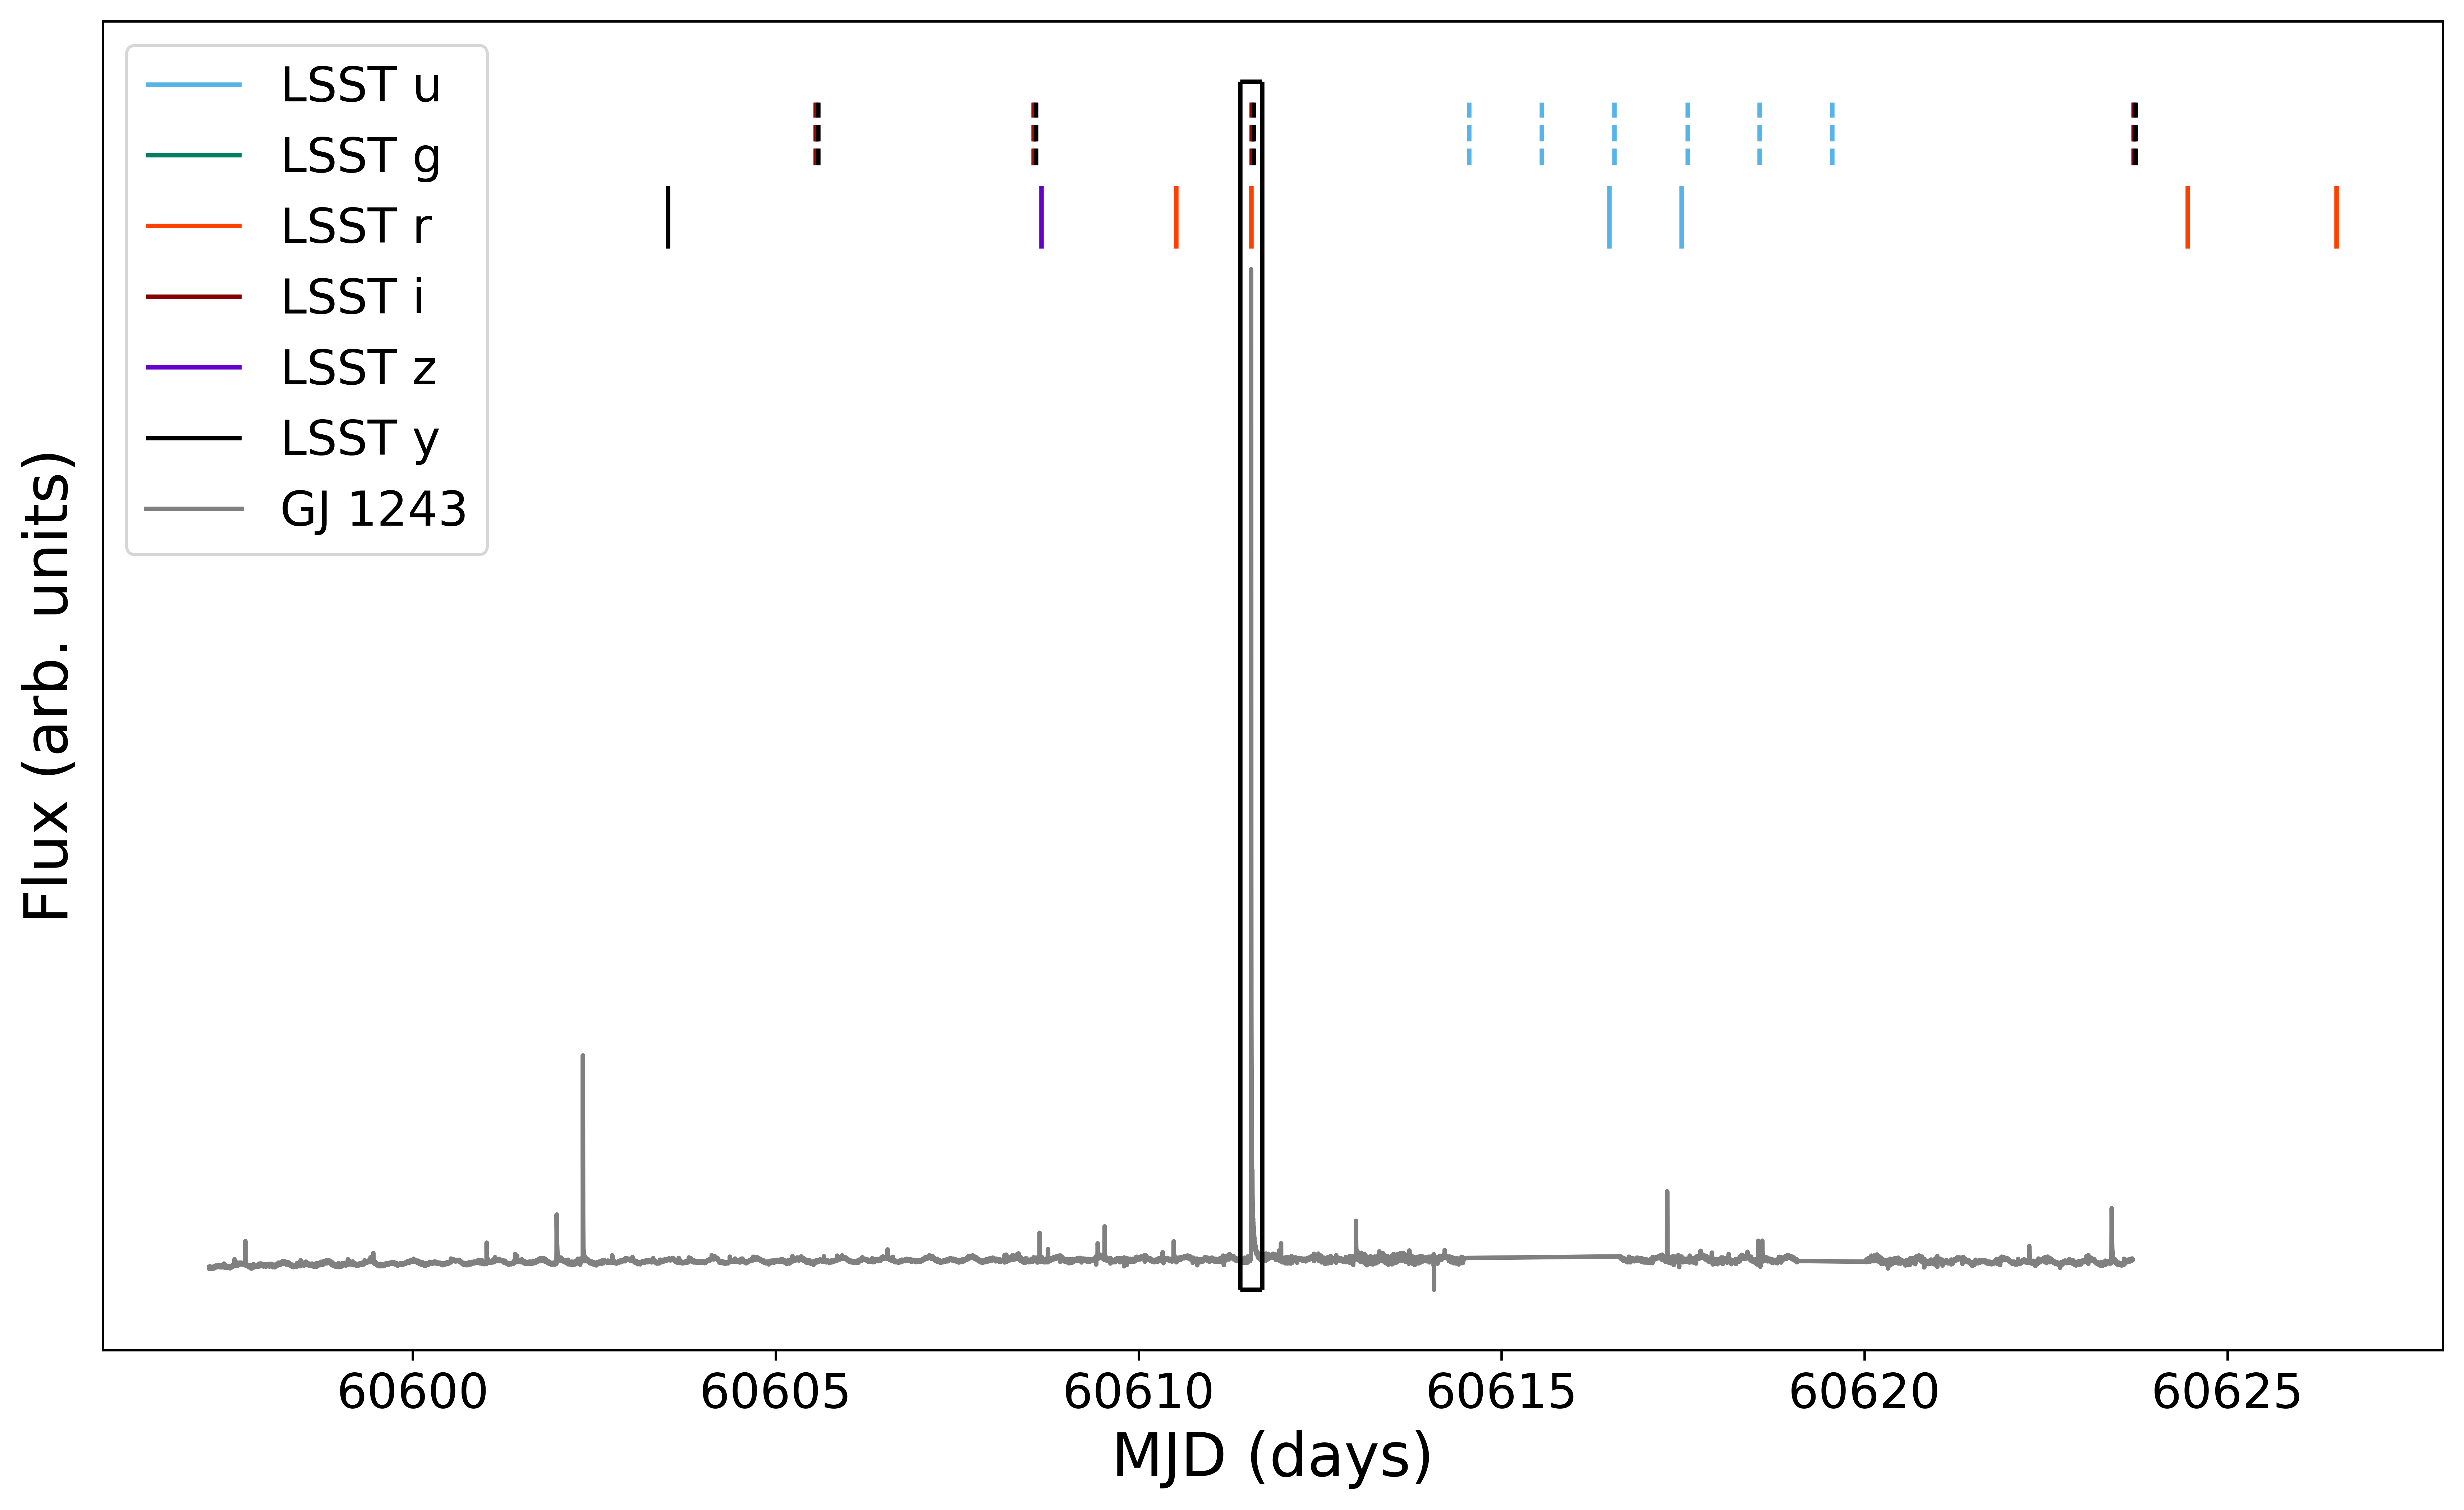 LSST u
LSST g
LSST r
LSST i
LSST z
LSST y
GJ 1243
Flux (arb. units)
60600 60605 60610 60615 60620 60625
MJD (days)